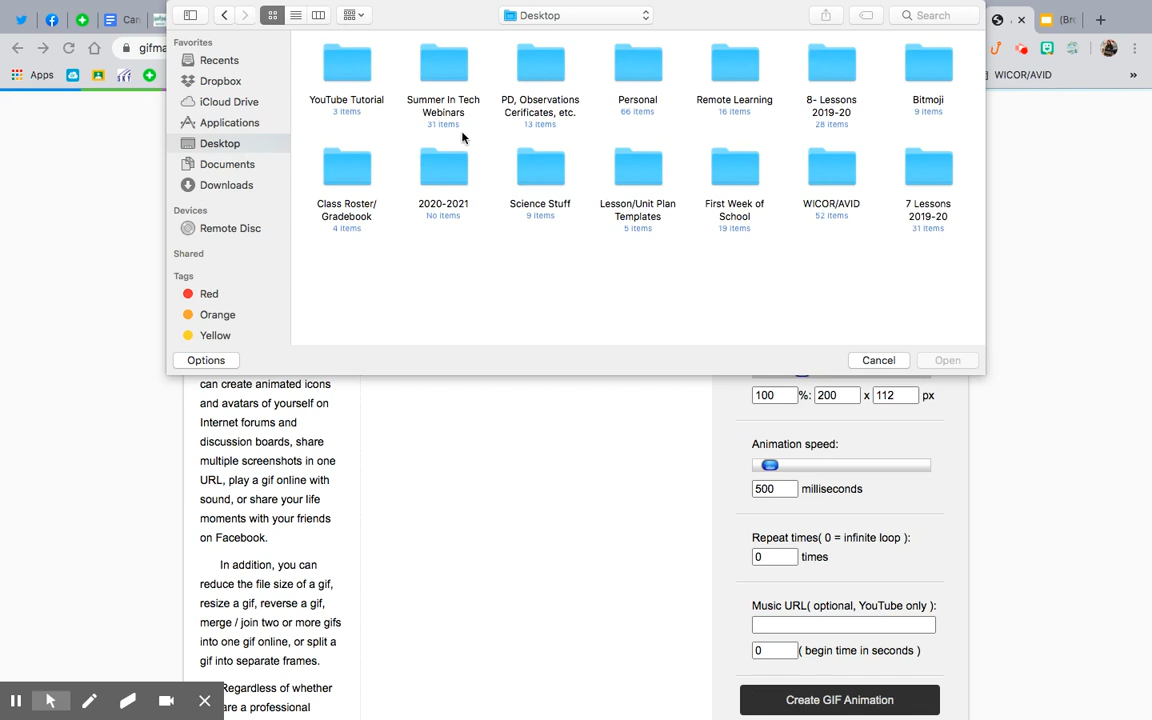 Can
(Bro
Desktop
Search
gifma
Apps
WICOR/AVID
»
Favorites
Recents
Dropbox
iCloud Drive
Applications
Desktop
Documents
Downloads
Devices
Remote Disc
Shared
Tags
Red
Orange
Yellow
YouTube Tutorial
3 items
Summer In Tech
Webinars
31 items
PD, Observations
Cerificates, etc.
13 items
Personal
66 items
Remote Learning
16 items
8- Lessons
2019-20
28 items
Bitmoji
9 items
Class Roster/
Gradebook
4 items
2020-2021
No items
Science Stuff
9 items
Lesson/Unit Plan
Templates
5 items
First Week of
School
19 items
WICOR/AVID
52 items
7 Lessons
2019-20
31 items
Options
Cancel
Open
can create animated icons
and avatars of yourself on
Internet forums and
discussion boards, share
multiple screenshots in one
URL, play a gif online with
sound, or share your life
moments with your friends
on Facebook.
In addition, you can
reduce the file size of a gif,
resize a gif, reverse a gif,
merge / join two or more gifs
into one gif online, or split a
gif into separate frames.
Regardless of whether
are a professional
100 %: 200 x 112 px
Animation speed:
500 milliseconds
Repeat times( 0 = infinite loop ):
0 times
Music URL( optional, YouTube only ):
0 ( begin time in seconds )
Create GIF Animation